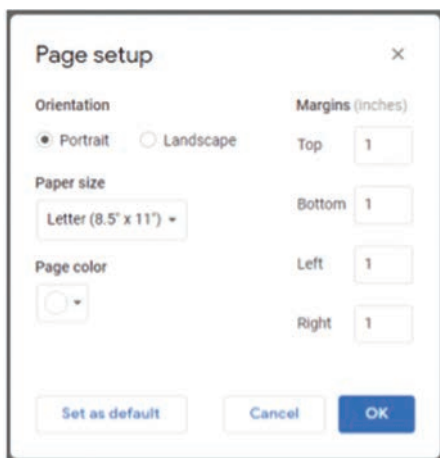 Page setup ×
Orientation
Portrait Landscape
Paper size
Letter (8.5" x 11")
Page color
Margins (inches)
Top 1
Bottom 1
Left 1
Right 1
Set as default Cancel OK